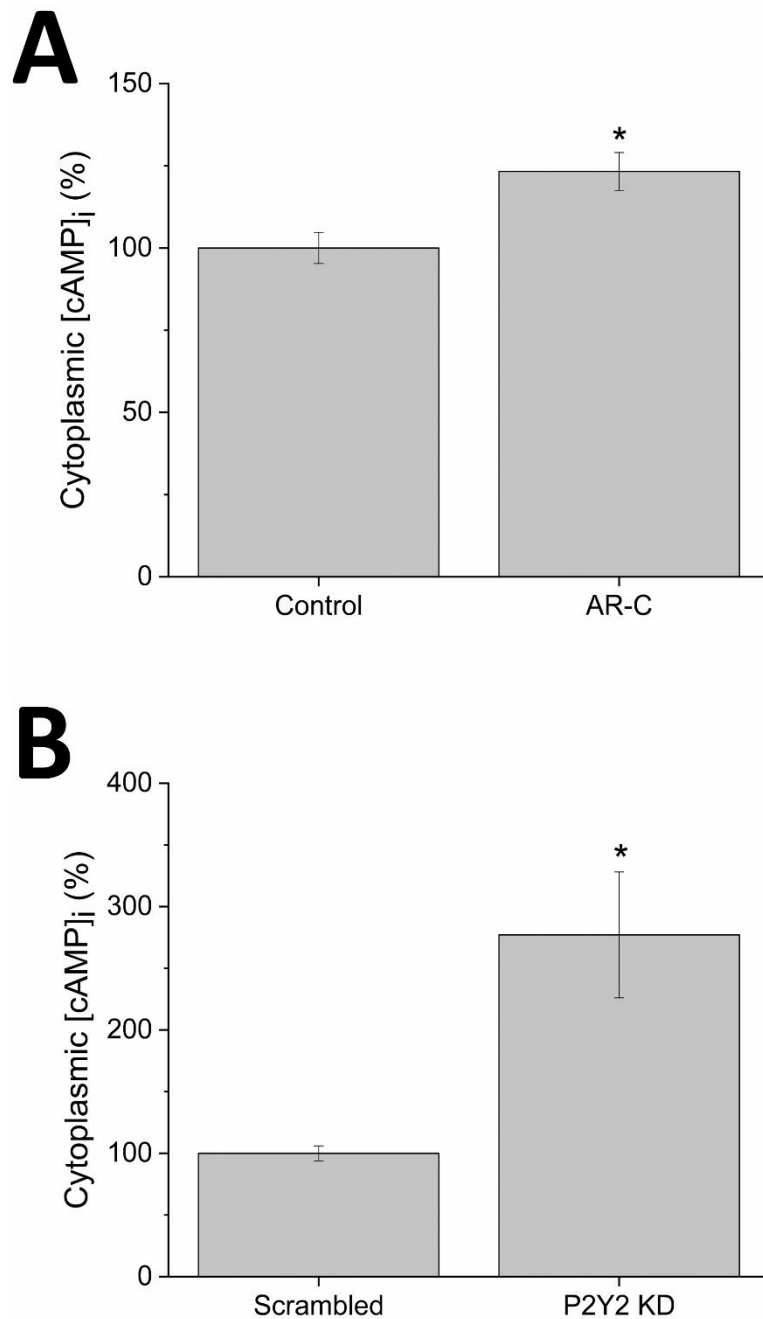 A
Cytoplasmic [cAMP]i (%)
150
100
50
0
*
Control
AR-C
B
Cytoplasmic [cAMP]i (%)
400
300
200
100
0
*
Scrambled
P2Y2 KD